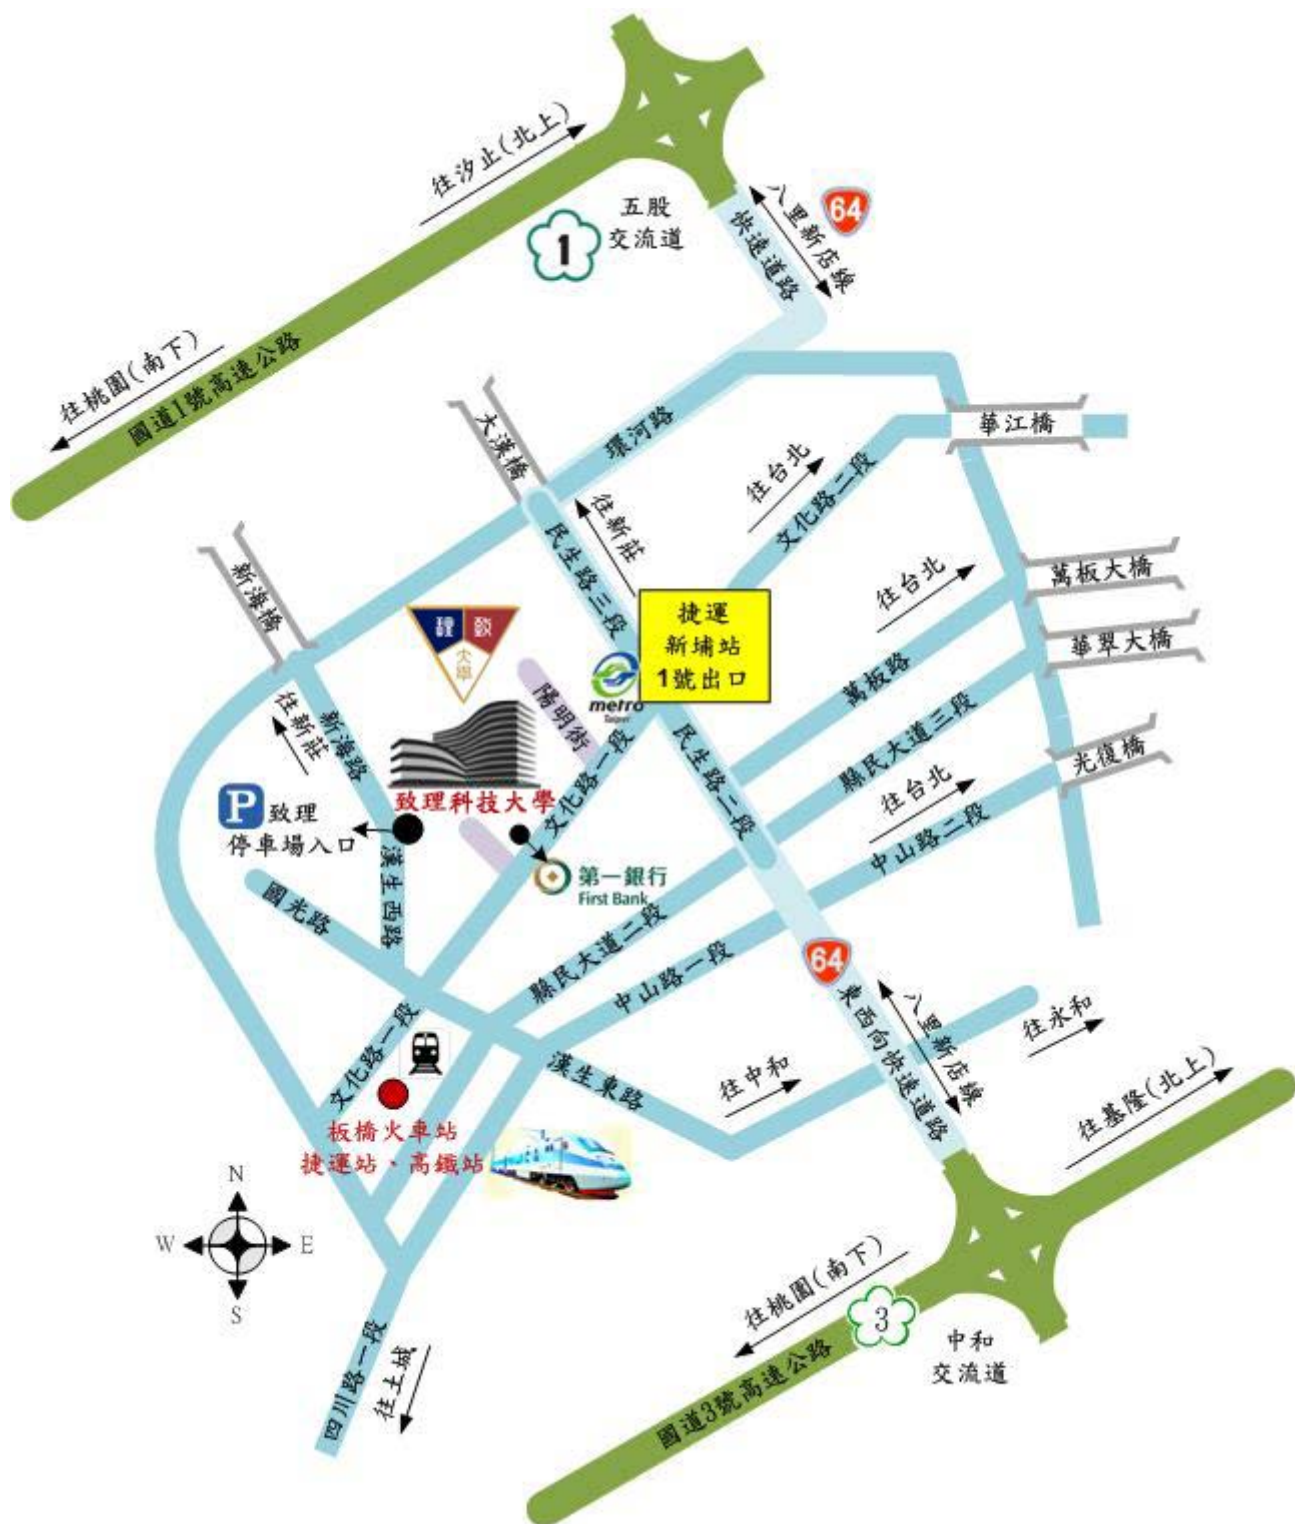 往汐止(北上)
八里新店線
64
五股
交流道
1
快速道路
往桃園(南下)
國道1號高速公路
大漢橋
環河路
華江橋
往台北
文化路二段
往新莊
民生路三段
新海橋
捷運
新埔站
1號出口
往台北
萬板大橋
華翠大橋
萬板路
致理
大學
陽明街
metro
Taipei
往新莊
新海路
民生路二段
縣民大道三段
光復橋
往台北
中山路二段
致理科技大學
文化路一段
P
致理
停車場入口
漢生西路
第一銀行
First Bank
國光路
縣民大道二段
中山路一段
64
東西向快速道路
八里新店線
往永和
文化路一段
漢生東路
往中和
往基隆(北上)
板橋火車站
捷運站、高鐵站
N
W
E
S
往桃園(南下)
3
中和
交流道
國道3號高速公路
四川路一段
往土城